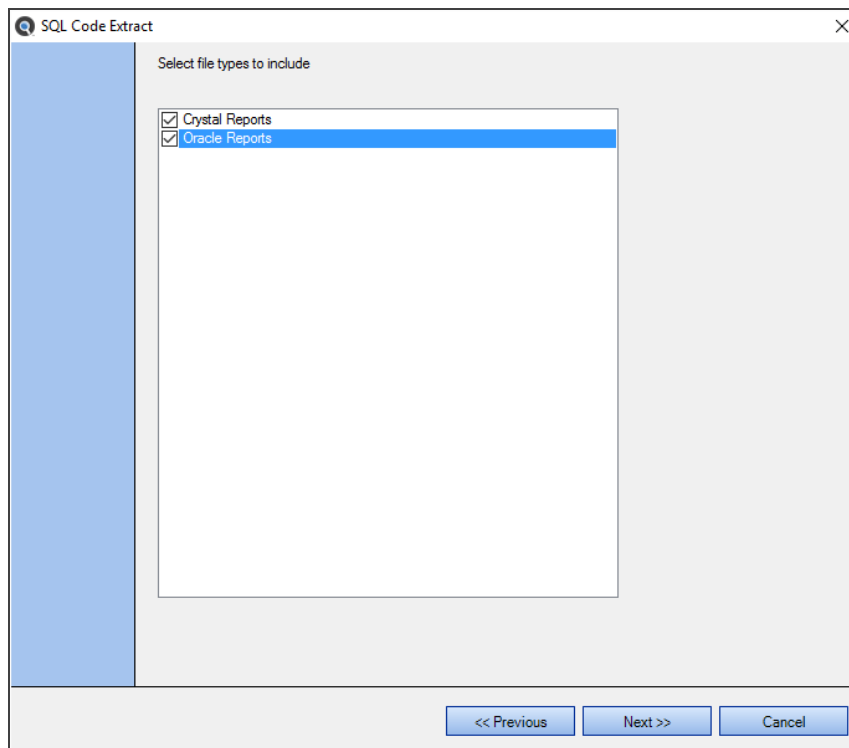 SQL Code Extract
Select file types to include
Crystal Reports
Oracle Reports
<< Previous
Next >>
Cancel